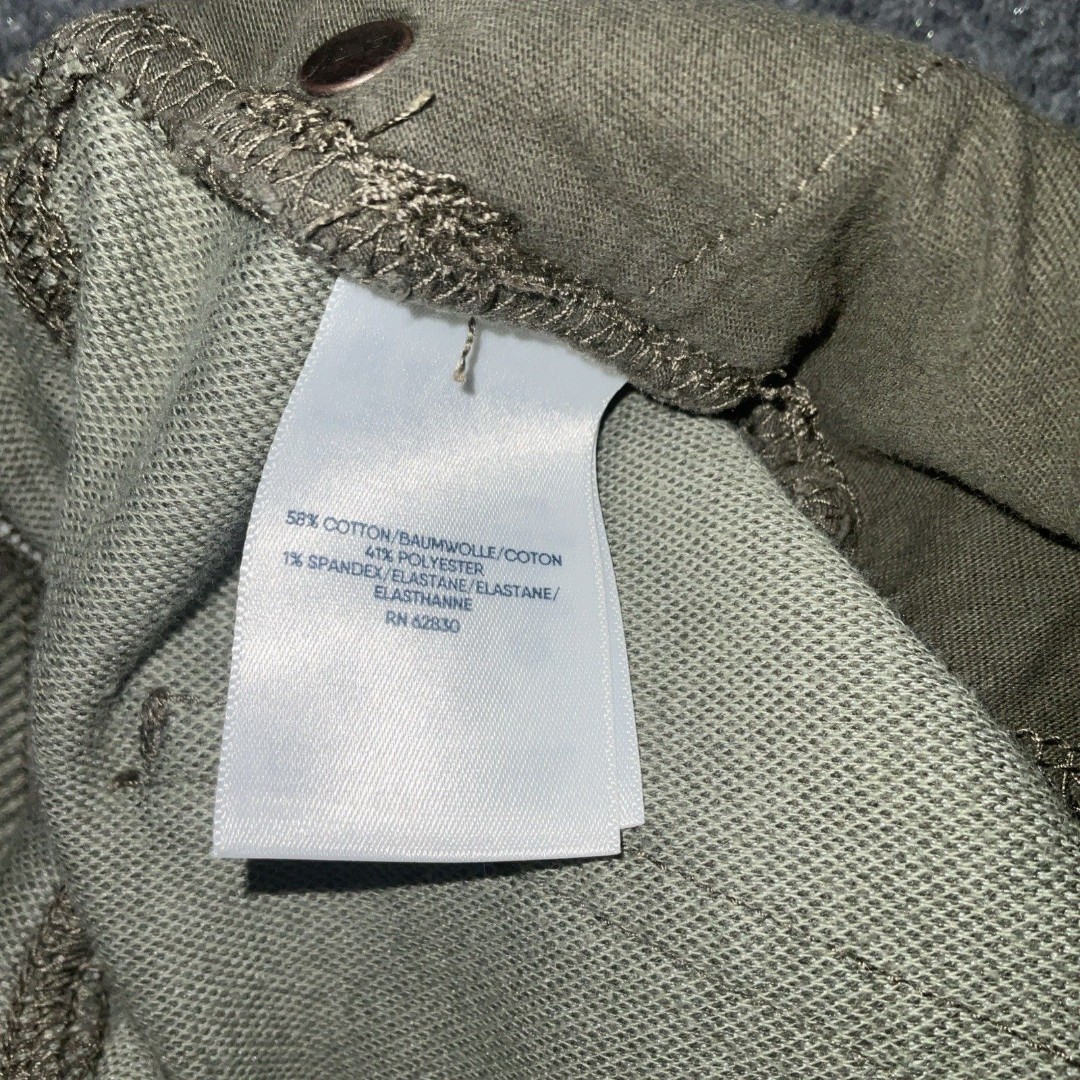 58% COTTON/BAUMWOLLE/COTON
41% POLYESTER
1% SPANDEX/ELASTANE/ELASTANE/
ELASTHANNE
RN 62830